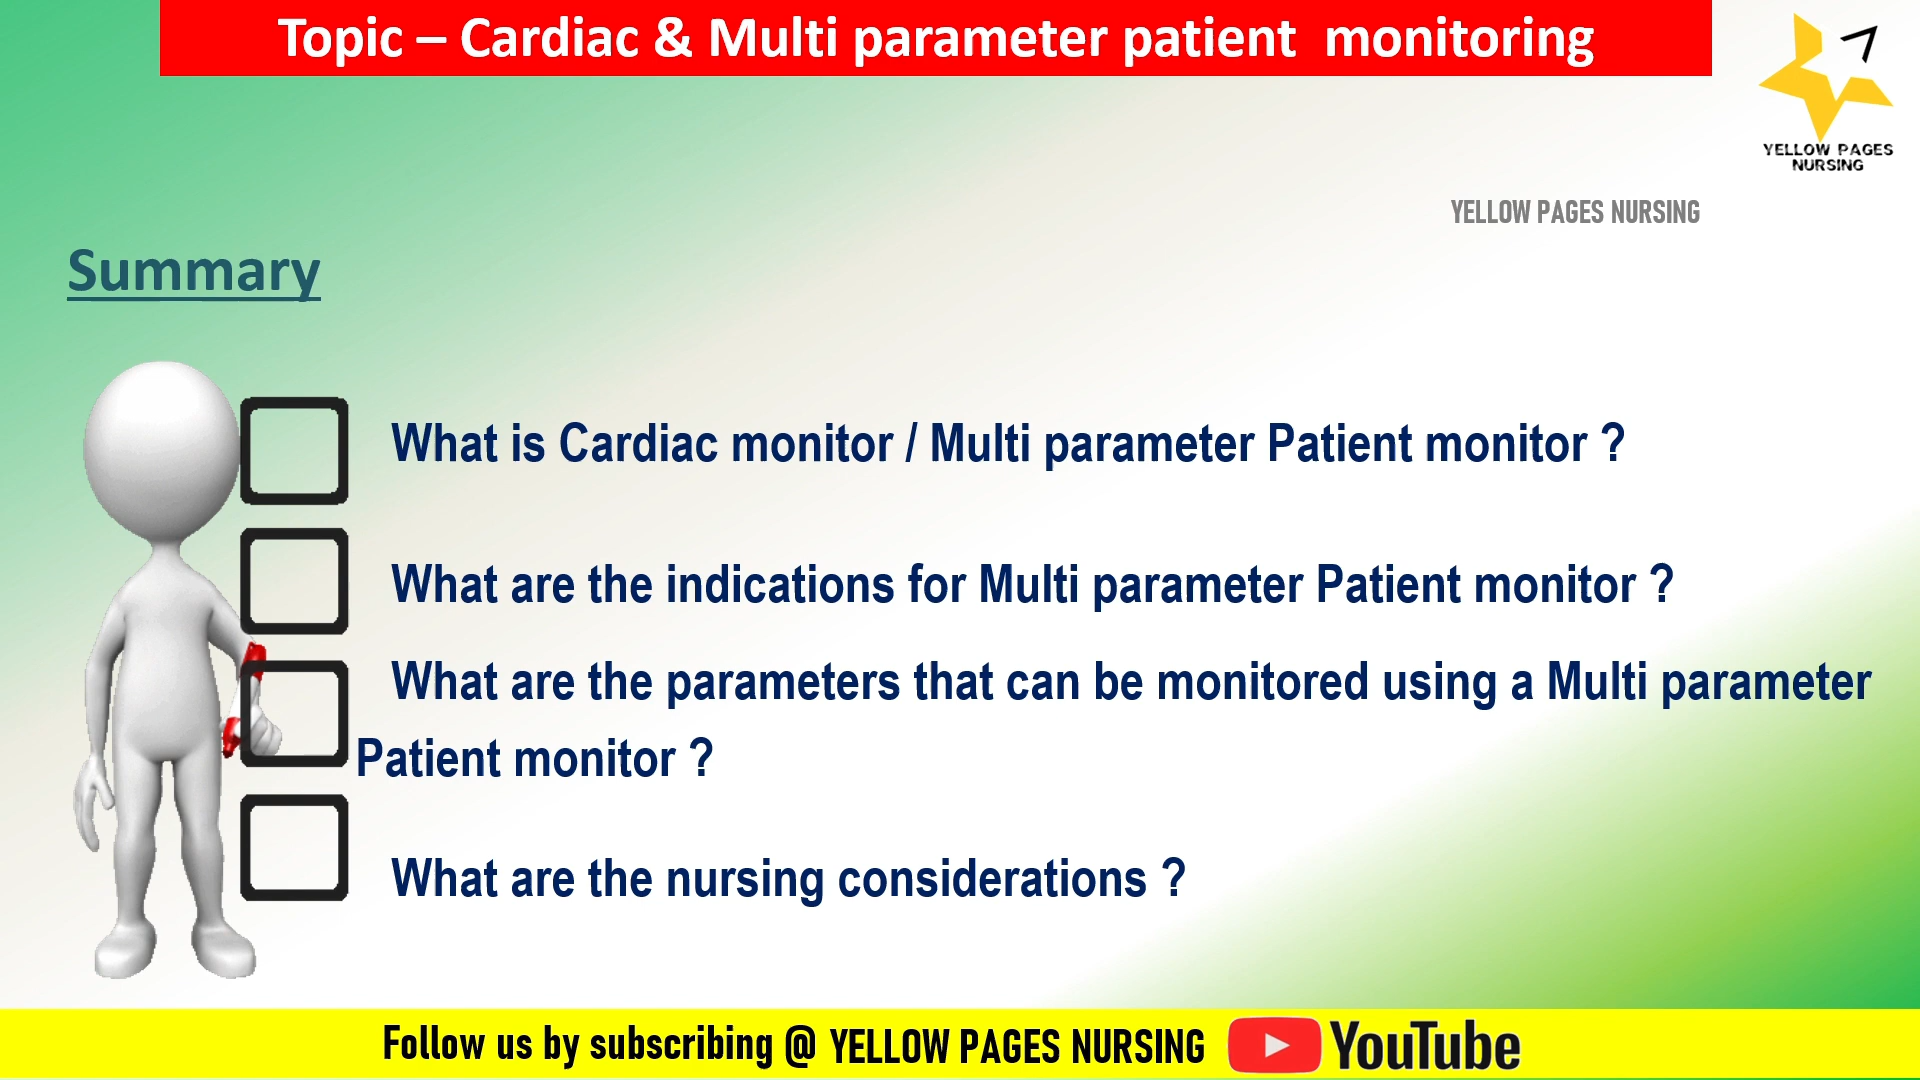 Topic – Cardiac & Multi parameter patient monitoring
YELLOW PAGES
NURSING
YELLOW PAGES NURSING
Summary
What is Cardiac monitor / Multi parameter Patient monitor ?
What are the indications for Multi parameter Patient monitor ?
What are the parameters that can be monitored using a Multi parameter
Patient monitor ?
What are the nursing considerations ?
Follow us by subscribing @ YELLOW PAGES NURSING YouTube